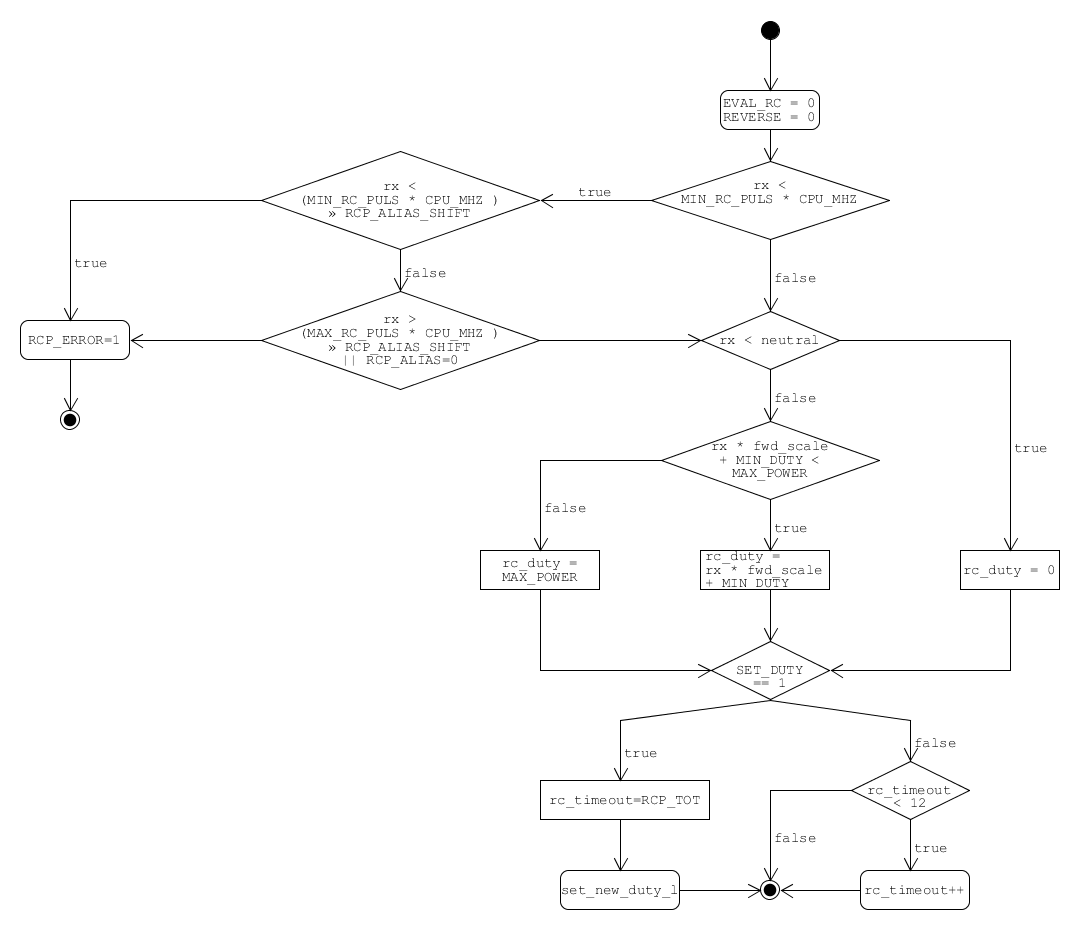 EVAL_RC = 0
REVERSE = 0
rx <
MIN_RC_PULS * CPU_MHZ
true
rx <
(MIN_RC_PULS * CPU_MHZ )
» RCP_ALIAS_SHIFT
true
false
false
RCP_ERROR=1
rx >
(MAX_RC_PULS * CPU_MHZ )
» RCP_ALIAS_SHIFT
|| RCP_ALIAS=0
rx < neutral
false
true
rx * fwd_scale
+ MIN_DUTY <
MAX_POWER
false
true
rc_duty =
MAX_POWER
rc_duty =
rx * fwd_scale
+ MIN_DUTY
rc_duty = 0
SET_DUTY
== 1
true
false
rc_timeout=RCP_TOT
rc_timeout
< 12
false
true
set_new_duty_l
rc_timeout++